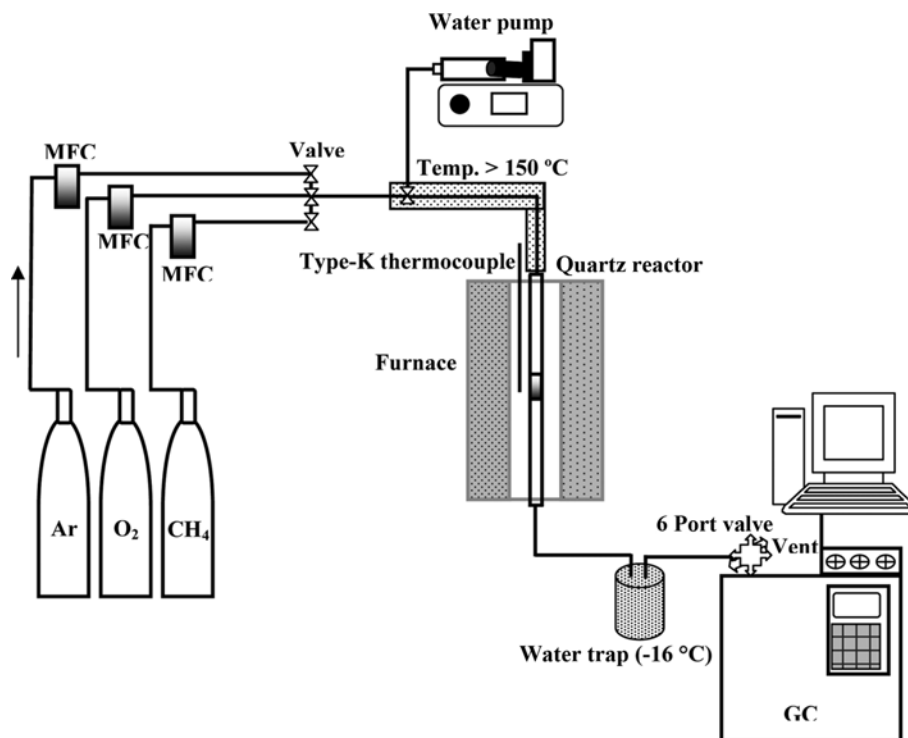 Water pump
MFC
Valve
Temp. > 150 °C
MFC
MFC
Type-K thermocouple
Quartz reactor
Furnace
Ar
O₂
CH₄
6 Port valve
Vent
Water trap (-16 °C)
GC